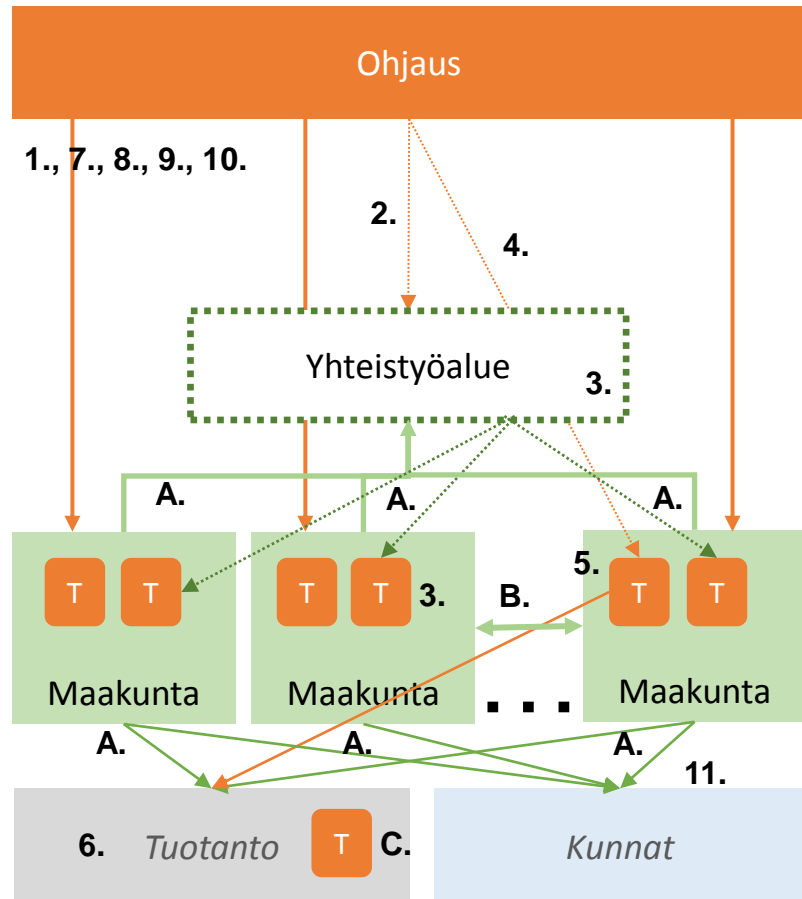 Ohjaus
1., 7., 8., 9., 10.
2.
4.
Yhteistyöalue
3.
A. A. A.
5.
T T T T 3. T T
B.
Maakunta Maakunta ... Maakunta
A. A. A.
11.
6. Tuotanto T C. Kunnat